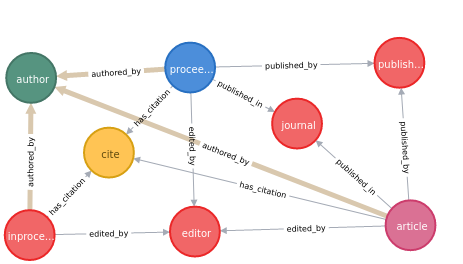 publish...
published_by
procee...
authored_by
author
published_in
has_citation
journal
edited_by
authored_by
cite
published_by
authored_by
published_in
has_citation
has_citation
article
inproce...
edited_by
editor
edited_by